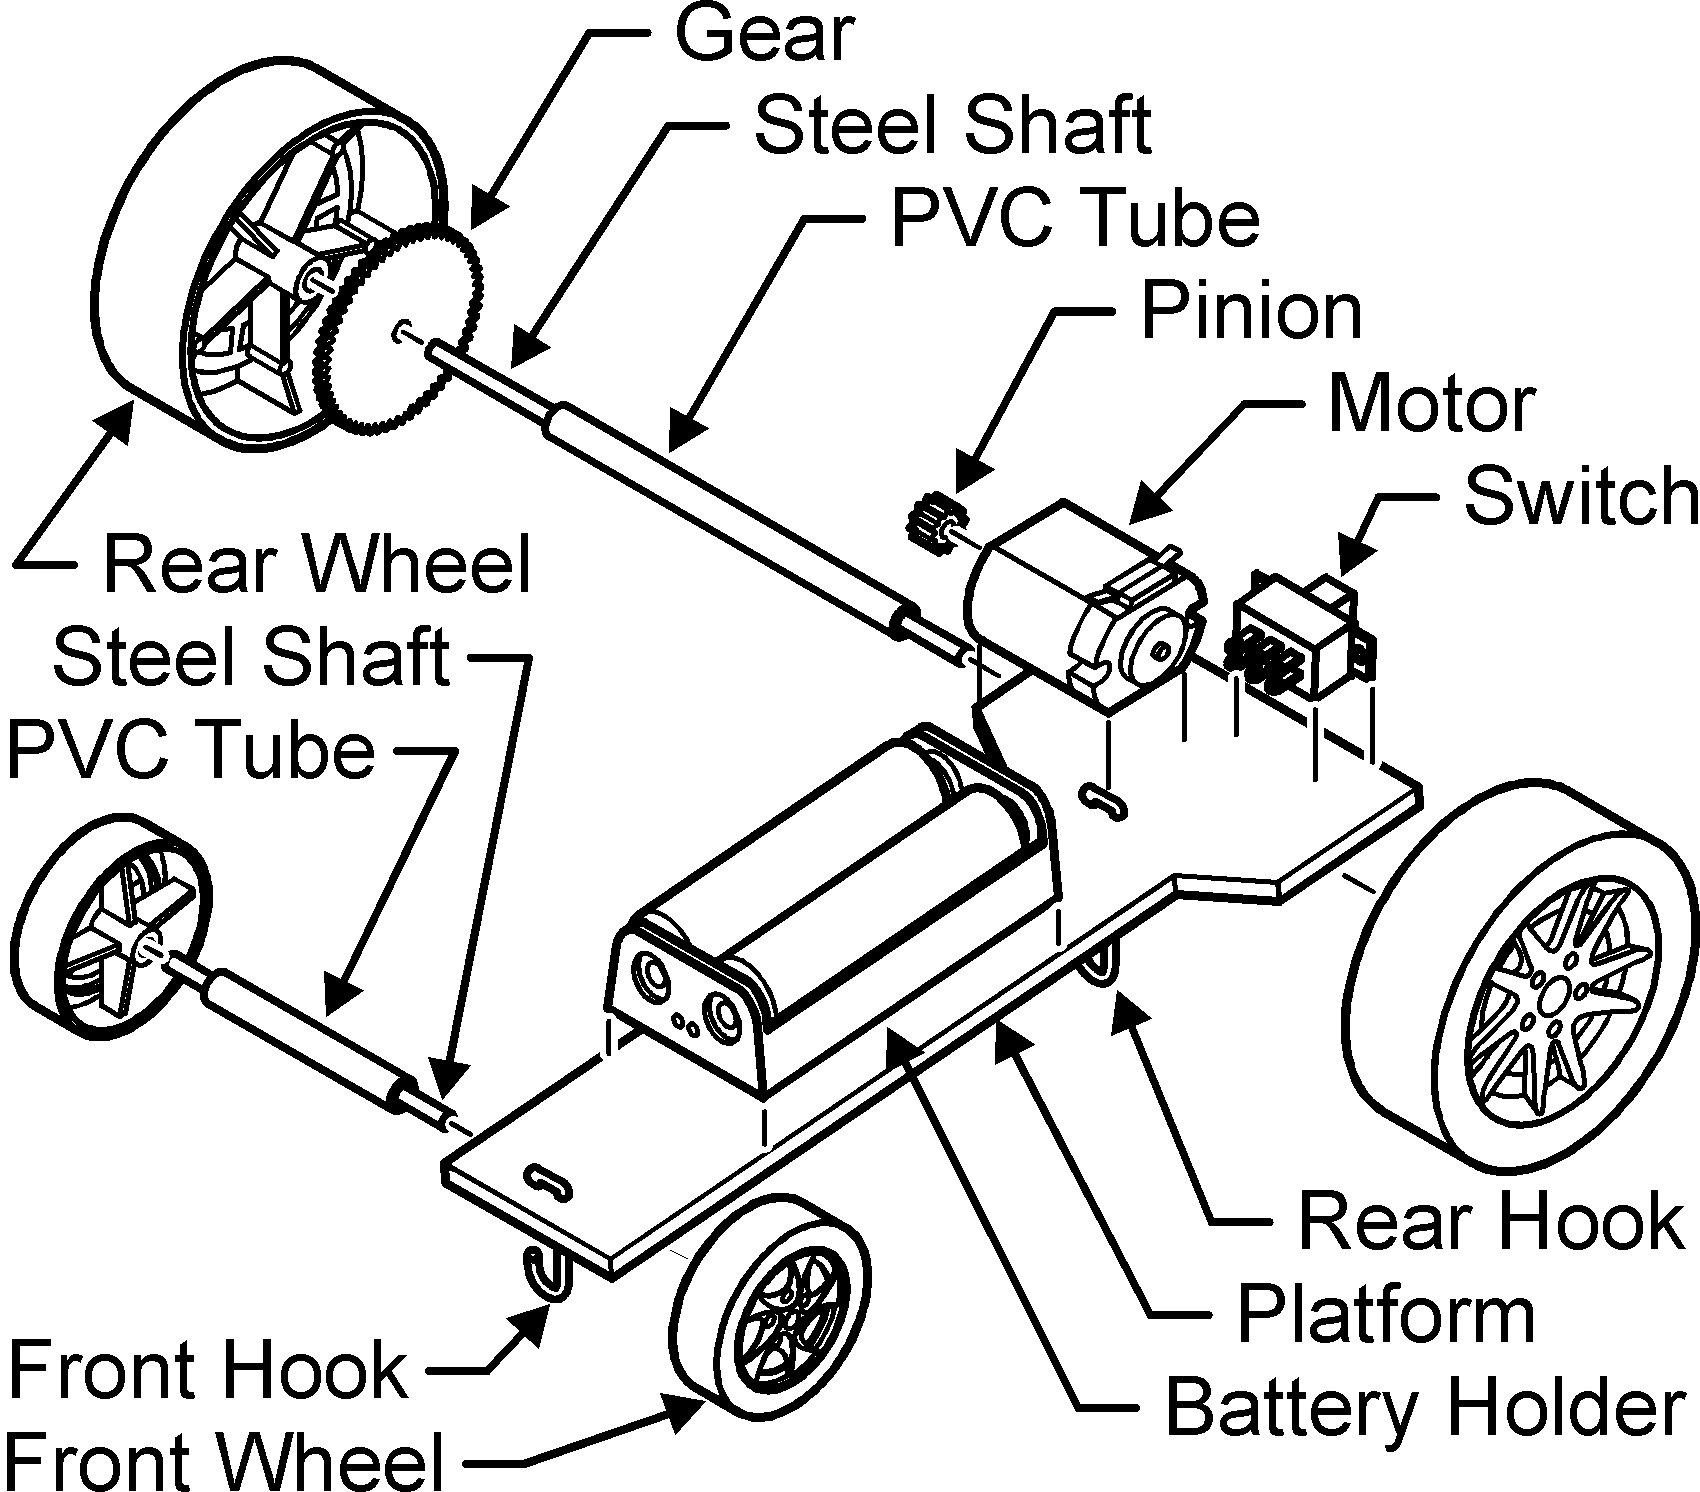 Gear
Steel Shaft
PVC Tube
Pinion
Motor
Switch
Rear Wheel
Steel Shaft
PVC Tube
Rear Hook
Platform
Front Hook
Battery Holder
Front Wheel